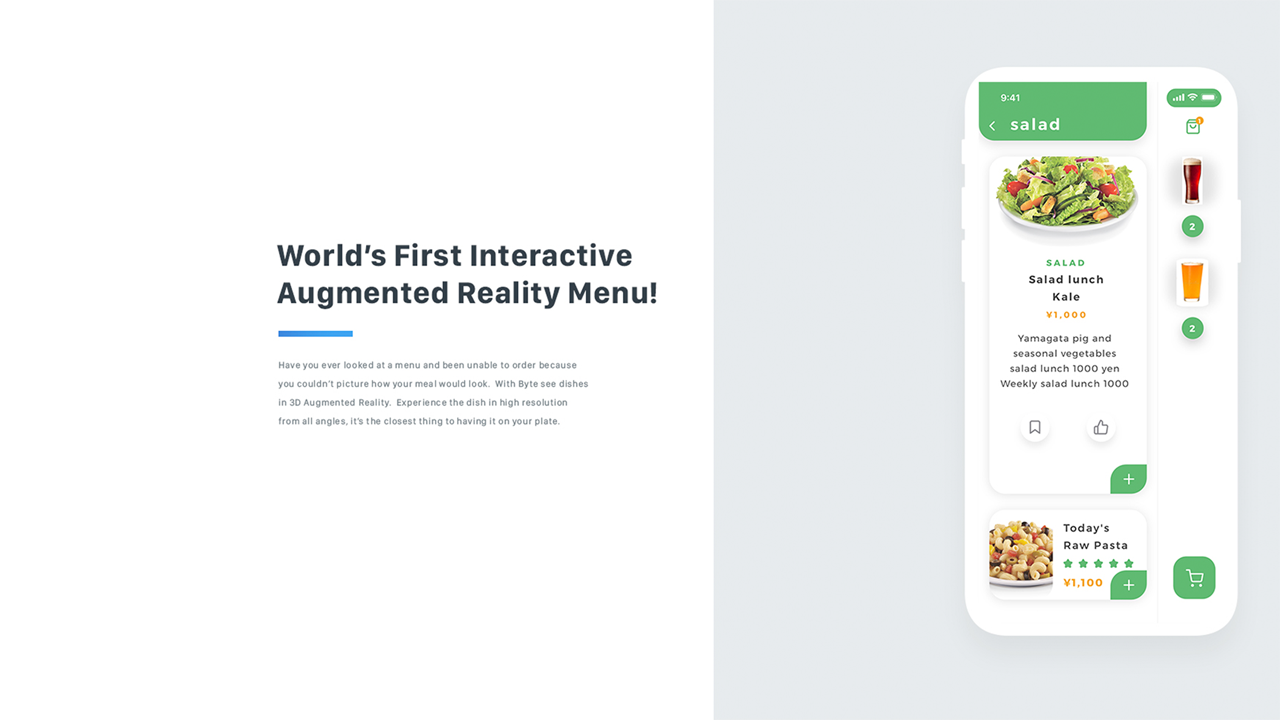 World’s First Interactive
Augmented Reality Menu!
Have you ever looked at a menu and been unable to order because
you couldn’t picture how your meal would look. With Byte see dishes
in 3D Augmented Reality. Experience the dish in high resolution
from all angles, it’s the closest thing to having it on your plate.
9:41
salad
1
SALAD
Salad lunch
Kale
¥1,000
Yamagata pig and
seasonal vegetables
salad lunch 1000 yen
Weekly salad lunch 1000
2
2
Today's
Raw Pasta
¥1,100